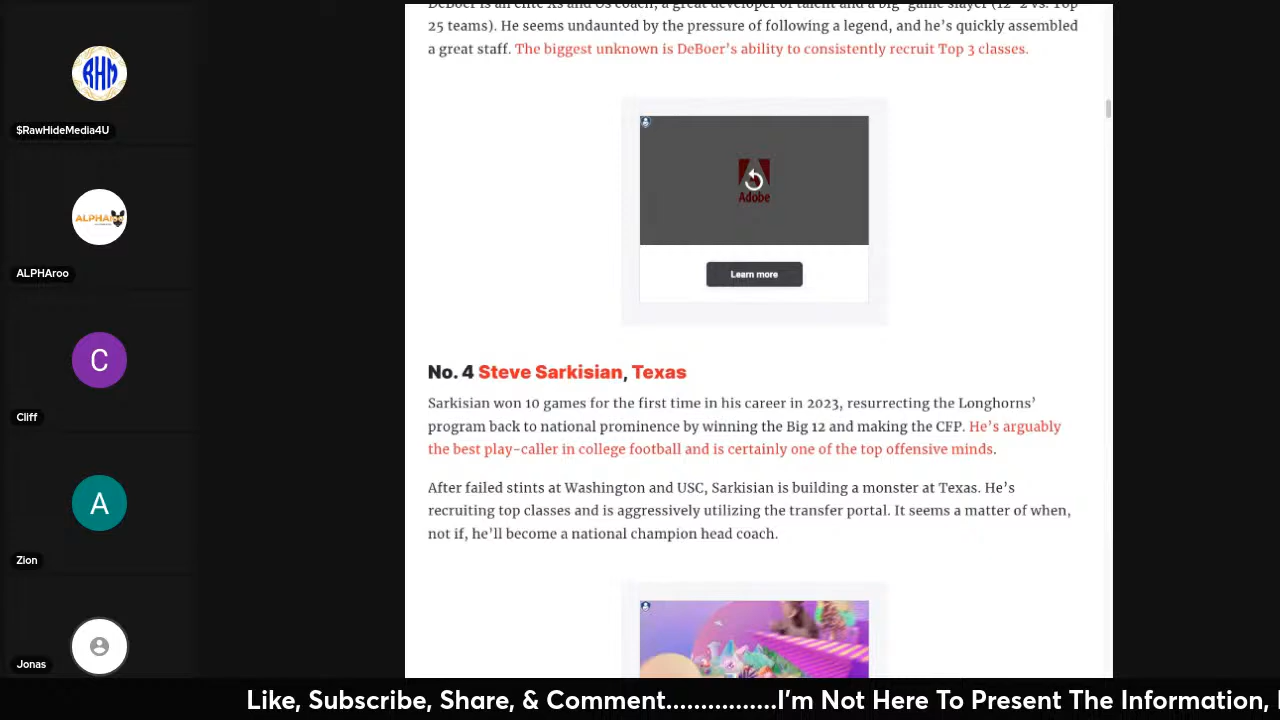 DeBoer is an elite Xs and Os coach, a great developer of talent and a big-game slayer (12-2 vs. Top
25 teams). He seems undaunted by the pressure of following a legend, and he's quickly assembled
a great staff. The biggest unknown is DeBoer's ability to consistently recruit Top 3 classes.
Adobe
Learn more
No. 4 Steve Sarkisian, Texas
Sarkisian won 10 games for the first time in his career in 2023, resurrecting the Longhorns'
program back to national prominence by winning the Big 12 and making the CFP. He's arguably
the best play-caller in college football and is certainly one of the top offensive minds.
After failed stints at Washington and USC, Sarkisian is building a monster at Texas. He's
recruiting top classes and is aggressively utilizing the transfer portal. It seems a matter of when,
not if, he'll become a national champion head coach.
RHM
$RawHideMedia4U
ALPHAroo
ALPHAroo
C
Cliff
A
Zion
Jonas
Like, Subscribe, Share, & Comment................I'm Not Here To Present The Information,